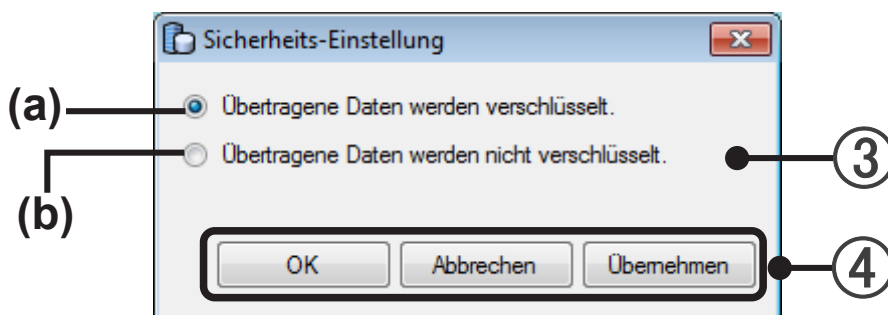 Sicherheits-Einstellung
(a)
Übertragene Daten werden verschlüsselt.
Übertragene Daten werden nicht verschlüsselt.
③
(b)
OK Abbrechen Übernehmen
④